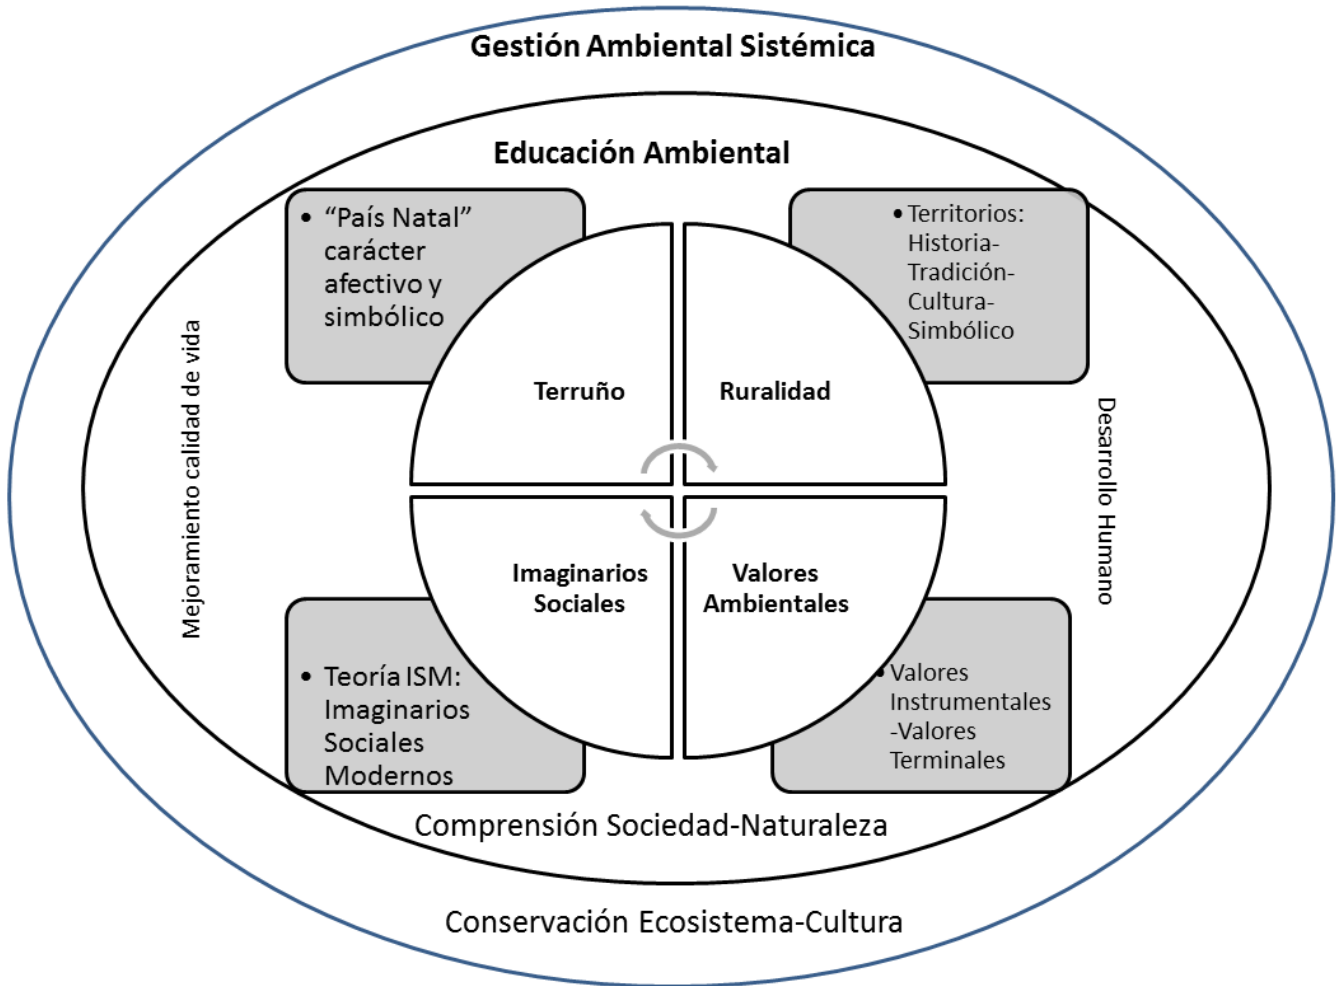 Gestión Ambiental Sistémica
Educación Ambiental
• “País Natal”
carácter
afectivo y
simbólico
• Territorios:
Historia-
Tradición-
Cultura-
Simbólico
Terruño
Ruralidad
Mejoramiento calidad de vida
Desarrollo Humano
Imaginarios
Sociales
Valores
Ambientales
• Teoría ISM:
Imaginarios
Sociales
Modernos
• Valores
Instrumentales
-Valores
Terminales
Comprensión Sociedad-Naturaleza
Conservación Ecosistema-Cultura